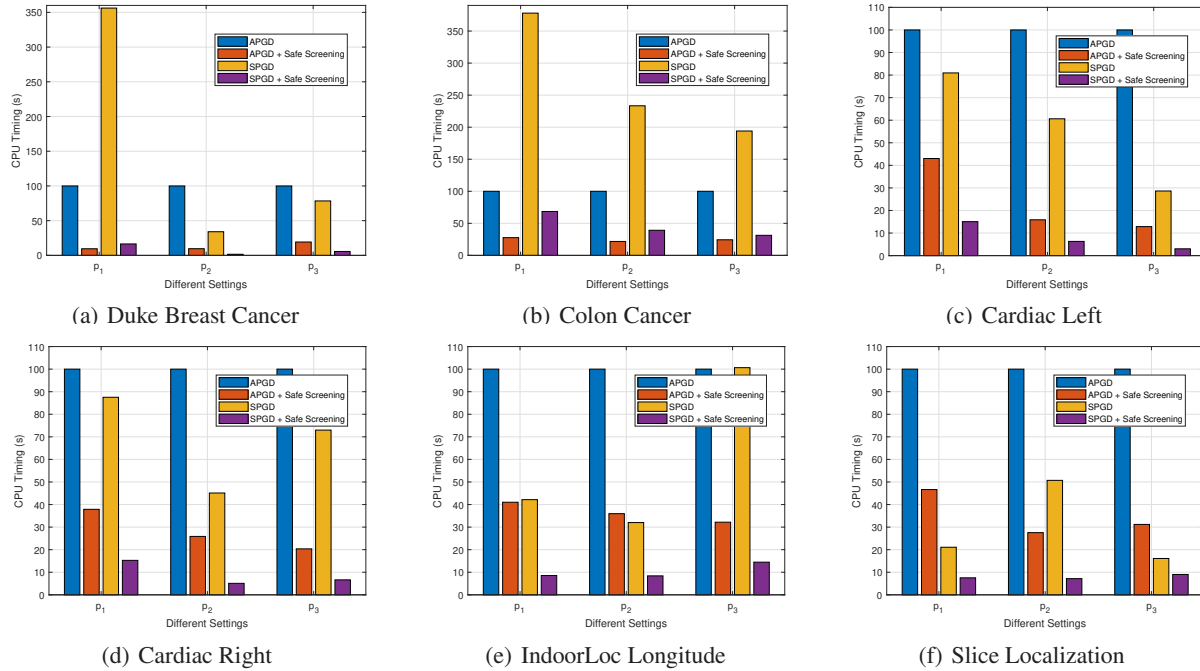 350
300
250
200
150
100
50
0
CPU Timing (s)
APGD
APGD + Safe Screening
SPGD
SPGD + Safe Screening
p1
p2
p3
Different Settings
(a) Duke Breast Cancer
350
300
250
200
150
100
50
0
CPU Timing (s)
APGD
APGD + Safe Screening
SPGD
SPGD + Safe Screening
p1
p2
p3
Different Settings
(b) Colon Cancer
110
100
90
80
70
60
50
40
30
20
10
0
CPU Timing (s)
APGD
APGD + Safe Screening
SPGD
SPGD + Safe Screening
p1
p2
p3
Different Settings
(c) Cardiac Left
110
100
90
80
70
60
50
40
30
20
10
0
CPU Timing (s)
APGD
APGD + Safe Screening
SPGD
SPGD + Safe Screening
p1
p2
p3
Different Settings
(d) Cardiac Right
110
100
90
80
70
60
50
40
30
20
10
0
CPU Timing (s)
APGD
APGD + Safe Screening
SPGD
SPGD + Safe Screening
p1
p2
p3
Different Settings
(e) IndoorLoc Longitude
110
100
90
80
70
60
50
40
30
20
10
0
CPU Timing (s)
APGD
APGD + Safe Screening
SPGD
SPGD + Safe Screening
p1
p2
p3
Different Settings
(f) Slice Localization